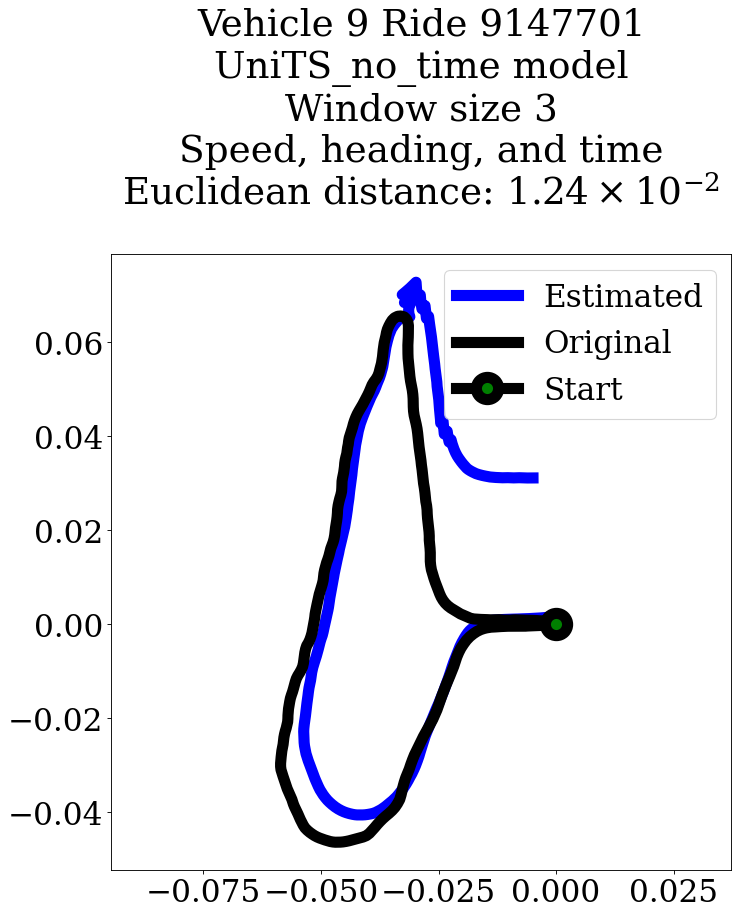 Vehicle 9 Ride 9147701
UniTS_no_time model
Window size 3
Speed, heading, and time
Euclidean distance: 1.24 × 10⁻²
Estimated
Original
Start
0.06
0.04
0.02
0.00
−0.02
−0.04
−0.075 −0.050 −0.025 0.000 0.025